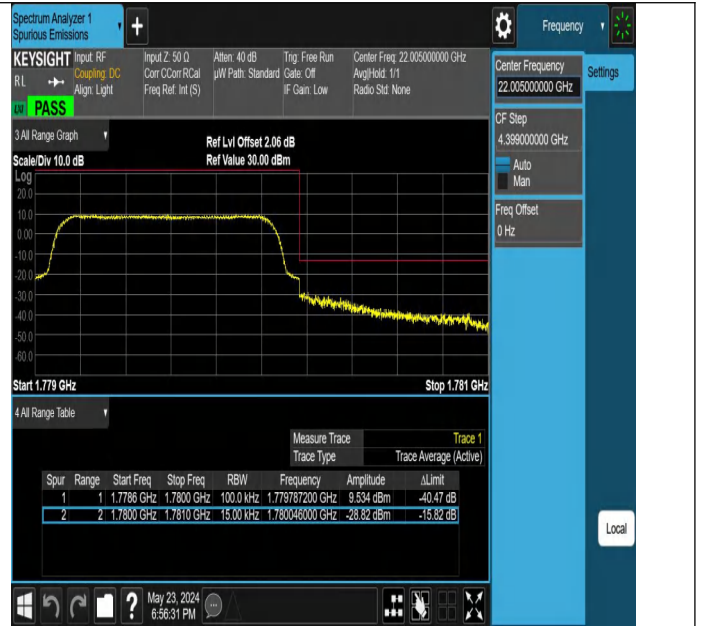 Spectrum Analyzer 1
Spurious Emissions
Frequency
KEYSIGHT
RL
LXI
PASS
Input: RF
Coupling: DC
Align: Light
Input Z: 50 Ω
Corr CCorr RCal
Freq Ref: Int (S)
Atten: 40 dB
µW Path: Standard
Trig: Free Run
Gate: Off
IF Gain: Low
Center Freq: 22.005000000 GHz
Avg|Hold: 1/1
Radio Std: None
Center Frequency
22.005000000 GHz
Settings
CF Step
4.399000000 GHz
Auto
Man
Freq Offset
0 Hz
3 All Range Graph
Ref Lvl Offset 2.06 dB
Scale/Div 10.0 dB
Ref Value 30.00 dBm
Log
20.0
10.0
0.00
-10.0
-20.0
-30.0
-40.0
-50.0
-60.0
Start 1.779 GHz
Stop 1.781 GHz
4 All Range Table
Measure Trace Trace 1
Trace Type Trace Average (Active)
Spur Range Start Freq Stop Freq RBW Frequency Amplitude ΔLimit
1 1 1.7786 GHz 1.7800 GHz 100.0 kHz 1.779787200 GHz 9.534 dBm -40.47 dB
2 2 1.7800 GHz 1.7810 GHz 15.00 kHz 1.780046000 GHz -28.82 dBm -15.82 dB
Local
May 23, 2024
6:56:31 PM